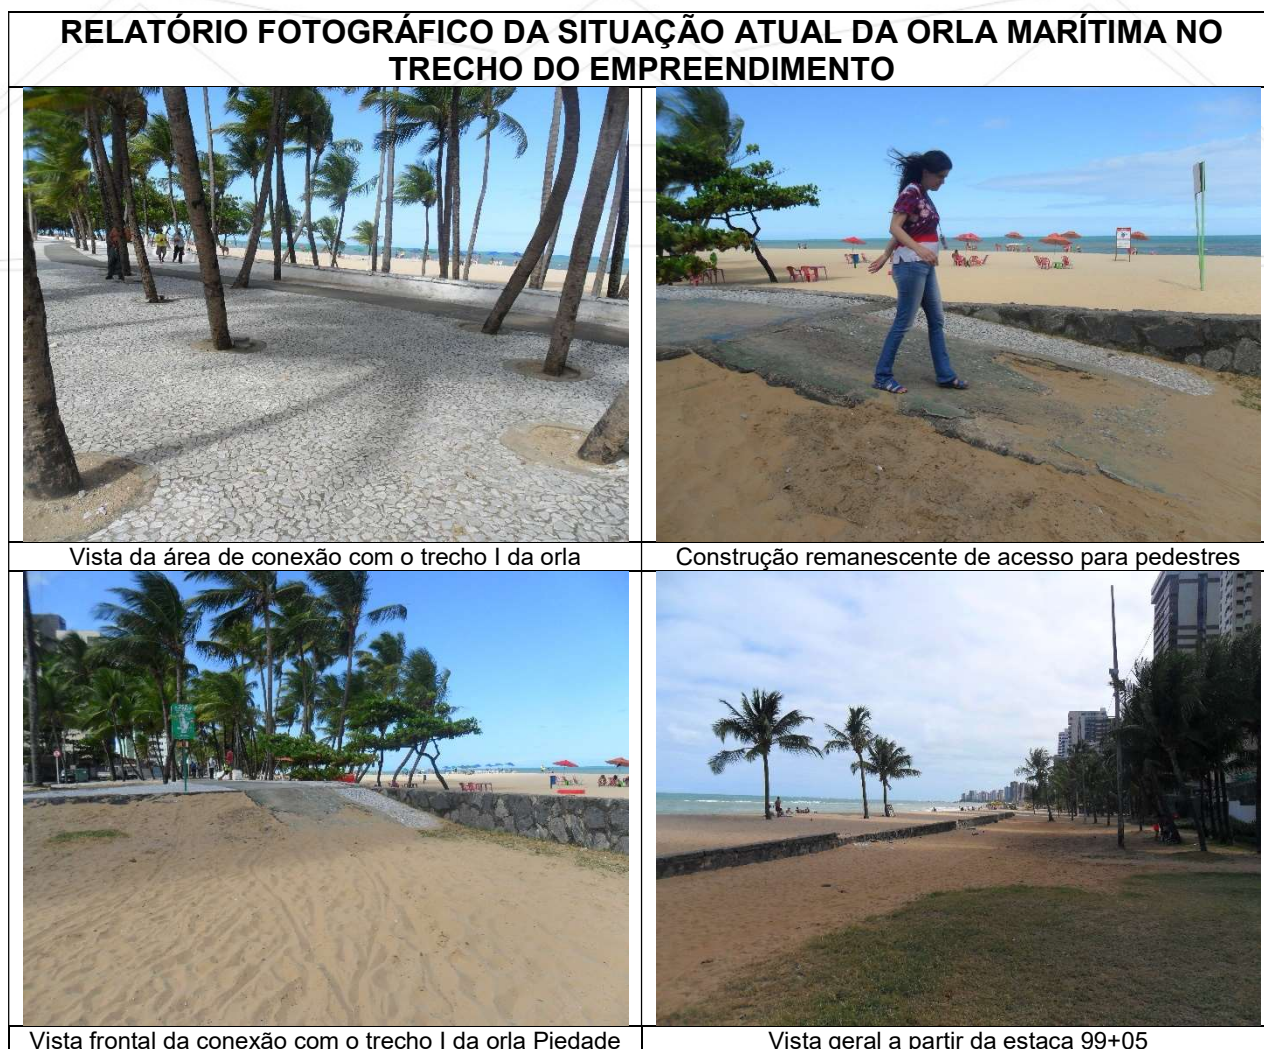 RELATÓRIO FOTOGRÁFICO DA SITUAÇÃO ATUAL DA ORLA MARÍTIMA NO
TRECHO DO EMPREENDIMENTO
Vista da área de conexão com o trecho I da orla
Construção remanescente de acesso para pedestres
Vista frontal da conexão com o trecho I da orla Piedade
Vista geral a partir da estaca 99+05